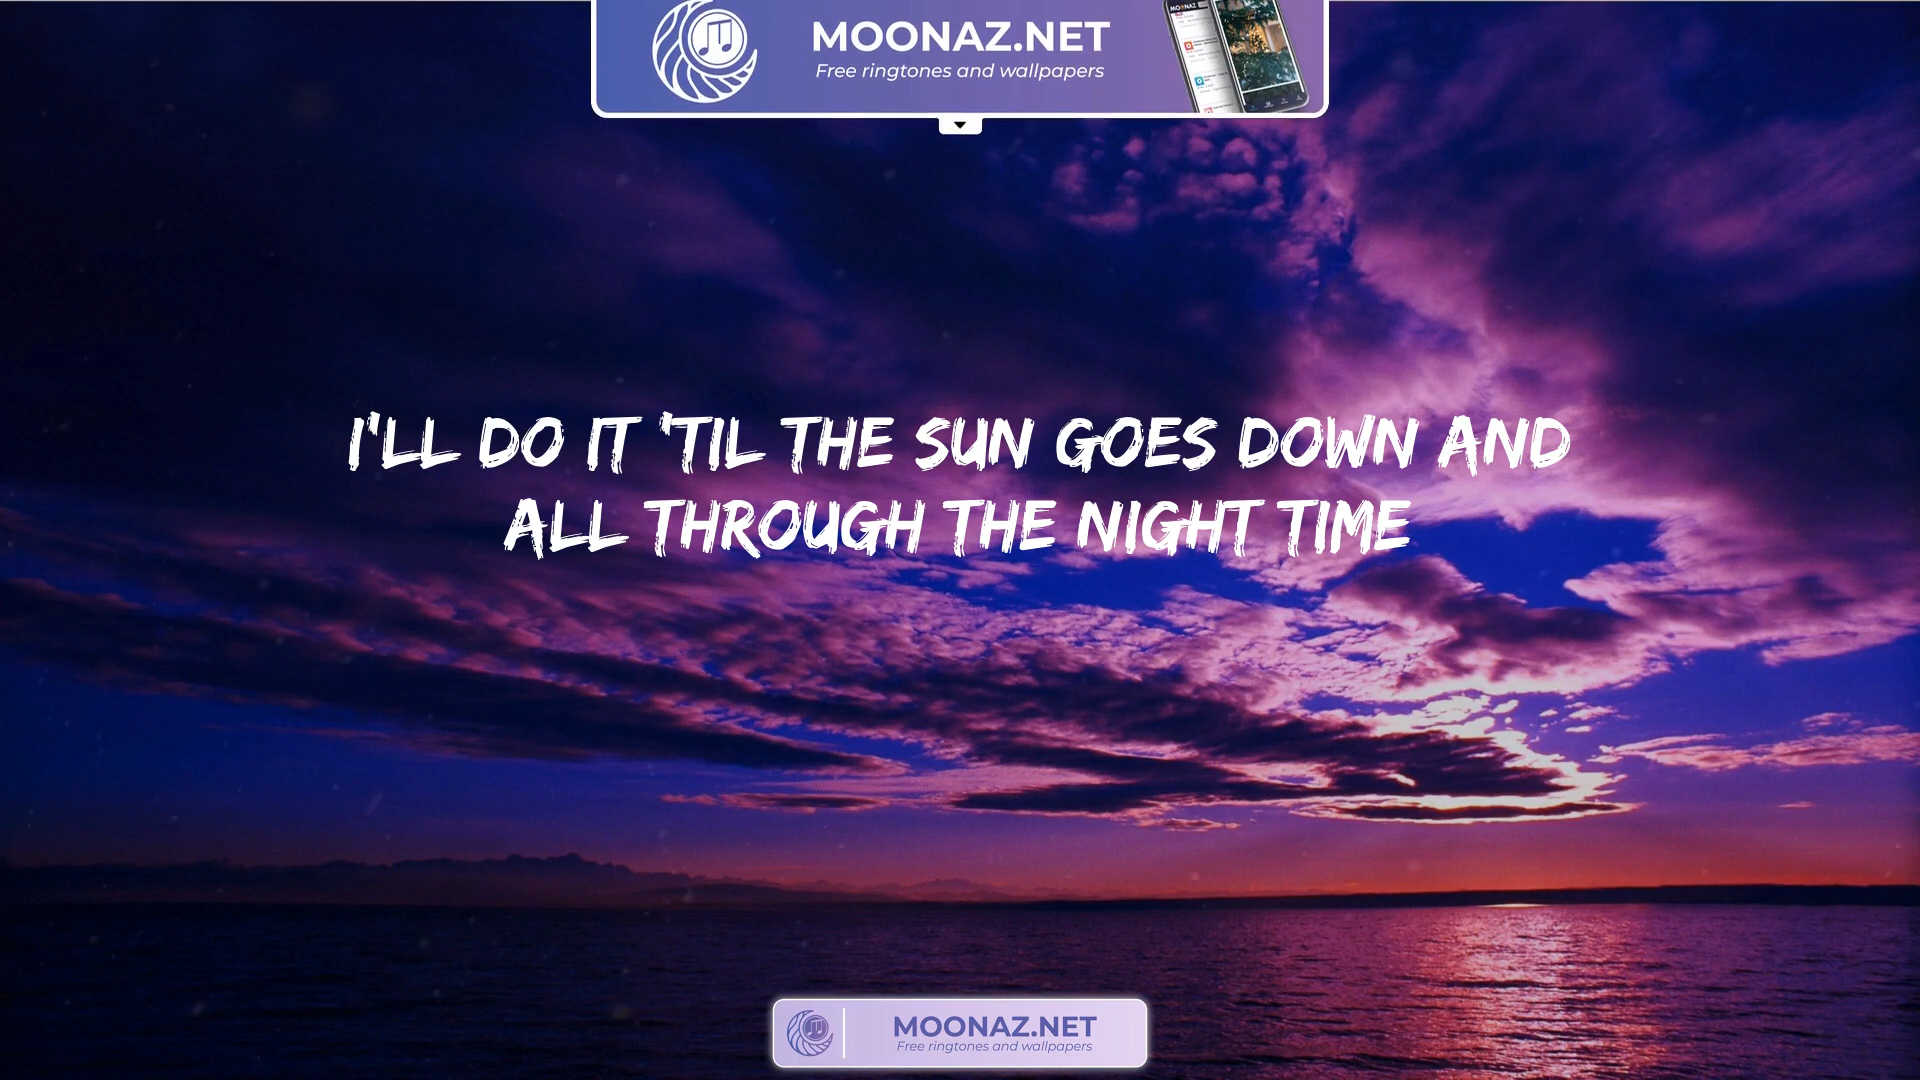 MOONAZ.NET
Free ringtones and wallpapers
I'LL DO IT 'TIL THE SUN GOES DOWN AND
ALL THROUGH THE NIGHT TIME
MOONAZ.NET
Free ringtones and wallpapers